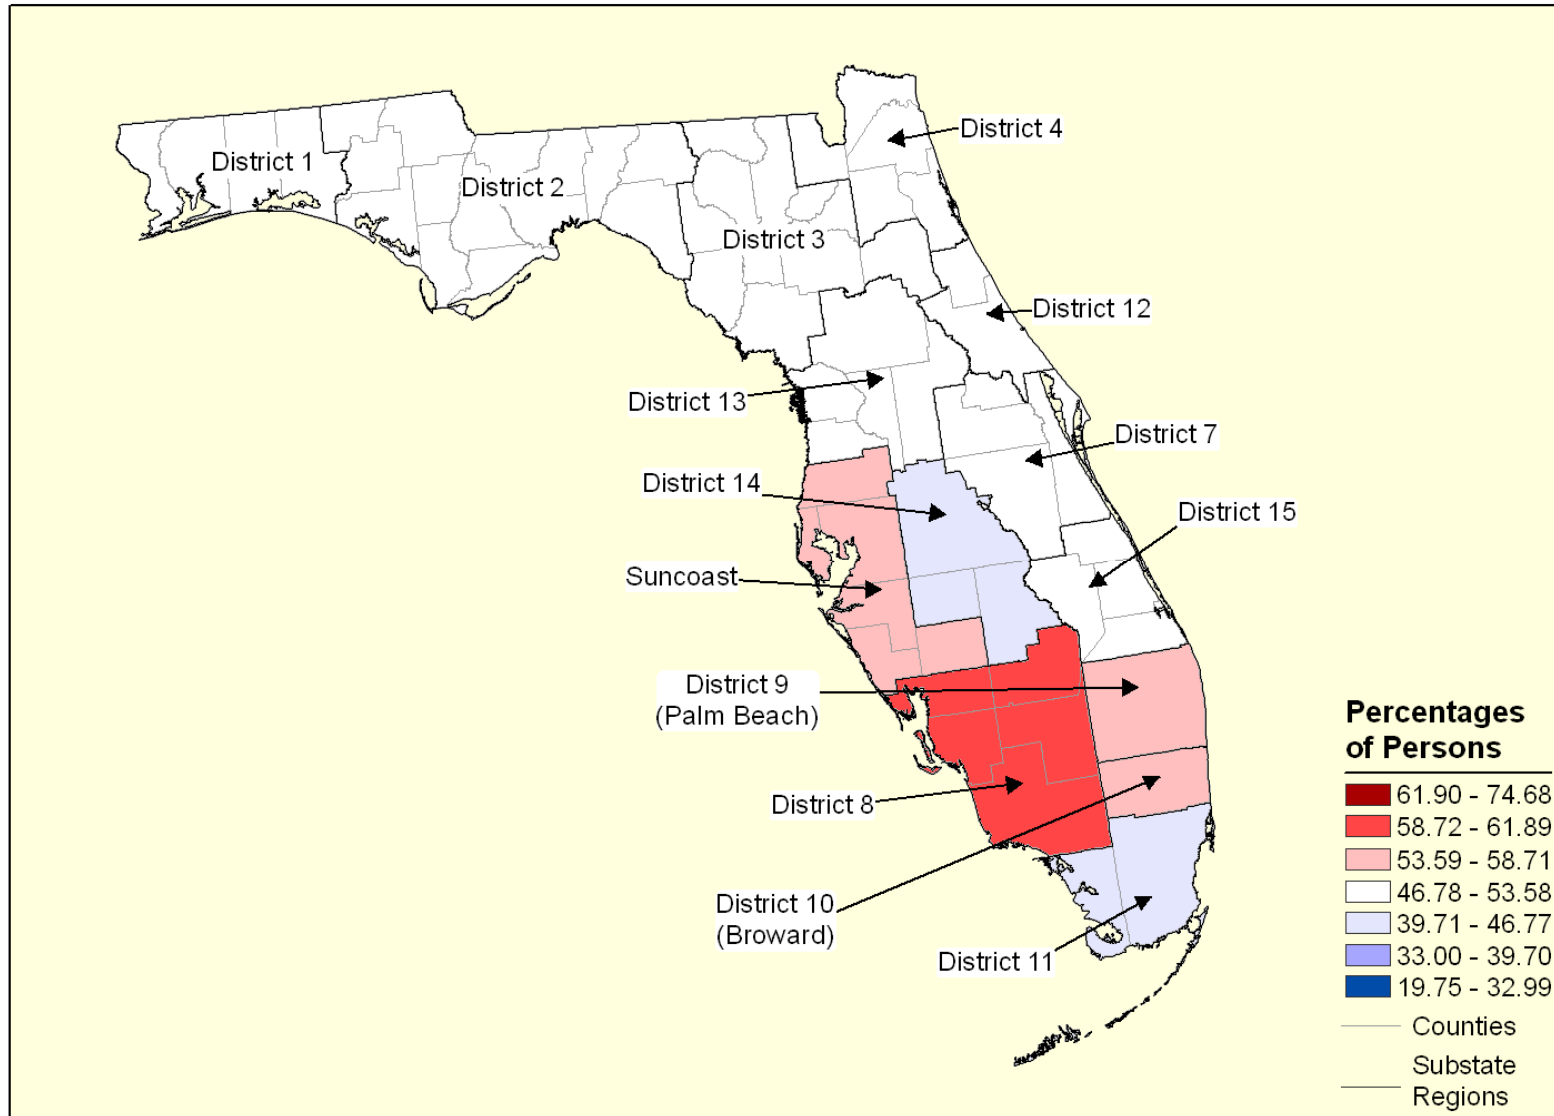 District 4
District 1
District 2
District 3
District 12
District 13
District 7
District 14
District 15
Suncoast
District 9
(Palm Beach)
District 8
District 10
(Broward)
District 11
Percentages
of Persons
61.90 - 74.68
58.72 - 61.89
53.59 - 58.71
46.78 - 53.58
39.71 - 46.77
33.00 - 39.70
19.75 - 32.99
Counties
Substate
Regions